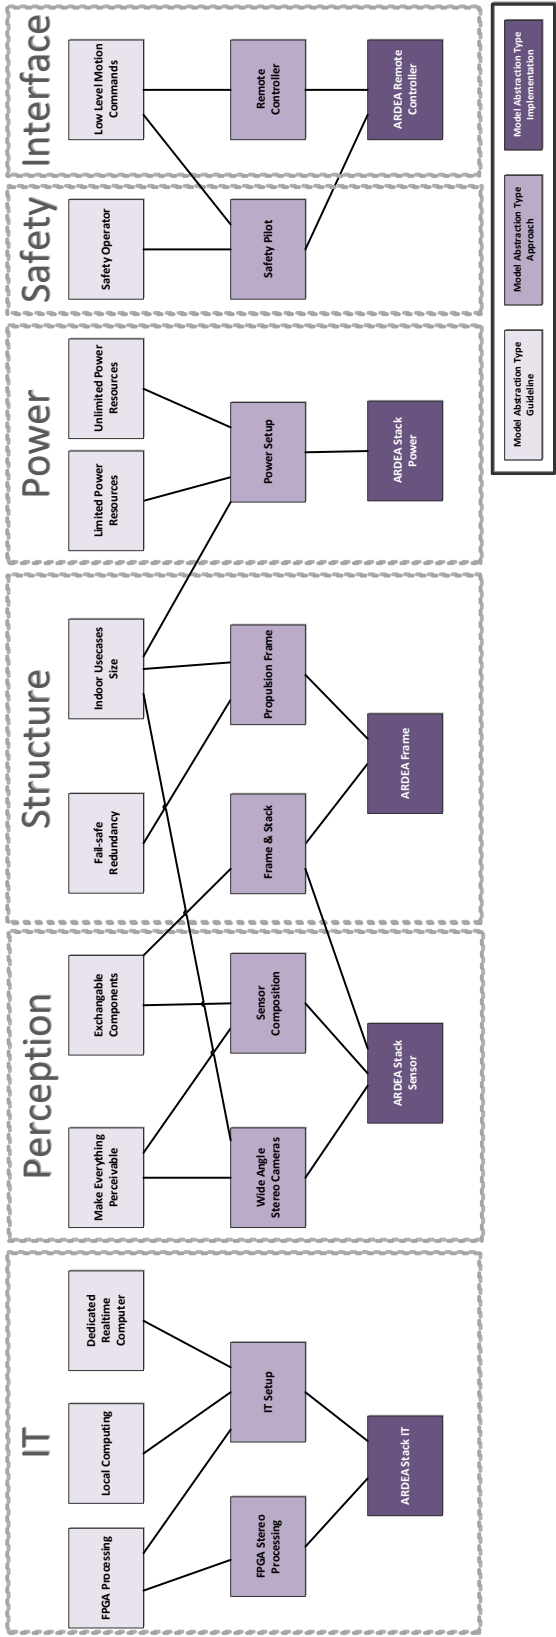 IT
FPGA Processing
Local Computing
Dedicated
Realtime
Computer
FPGA Stereo
Processing
IT Setup
ARDEA Stack IT
Perception
Make Everything
Perceivable
Exchangable
Components
Wide Angle
Stereo Cameras
Sensor
Composition
ARDEA Stack
Sensor
Structure
Fail-safe
Redundancy
Indoor Usecases
Size
Frame & Stack
Propulsion Frame
ARDEA Frame
Power
Limited Power
Resources
Unlimited Power
Resources
Power Setup
ARDEA Stack
Power
Safety
Safety Operator
Safety Pilot
Interface
Low Level Motion
Commands
Remote
Controller
ARDEA Remote
Controller
Model Abstraction Type
Guideline
Model Abstraction Type
Approach
Model Abstraction Type
Implementation